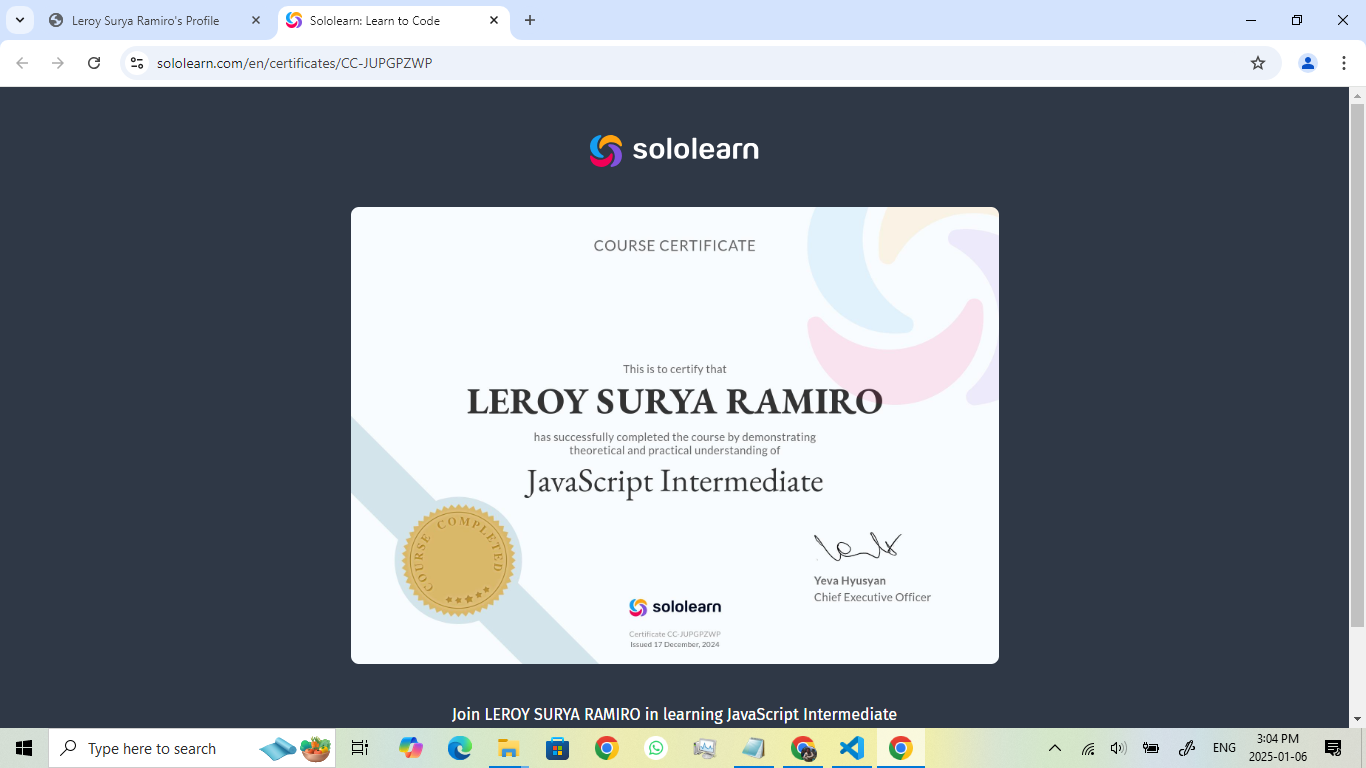 Leroy Surya Ramiro's Profile
Sololearn: Learn to Code
sololearn.com/en/certificates/CC-JUPGPZWP
sololearn
COURSE CERTIFICATE
This is to certify that
LEROY SURYA RAMIRO
has successfully completed the course by demonstrating
theoretical and practical understanding of
JavaScript Intermediate
COURSE COMPLETED
Yeva Hyusyan
Chief Executive Officer
sololearn
Certificate CC-JUPGPZWP
Issued 17 December, 2024
Join LEROY SURYA RAMIRO in learning JavaScript Intermediate
Type here to search
ENG
3:04 PM
2025-01-06